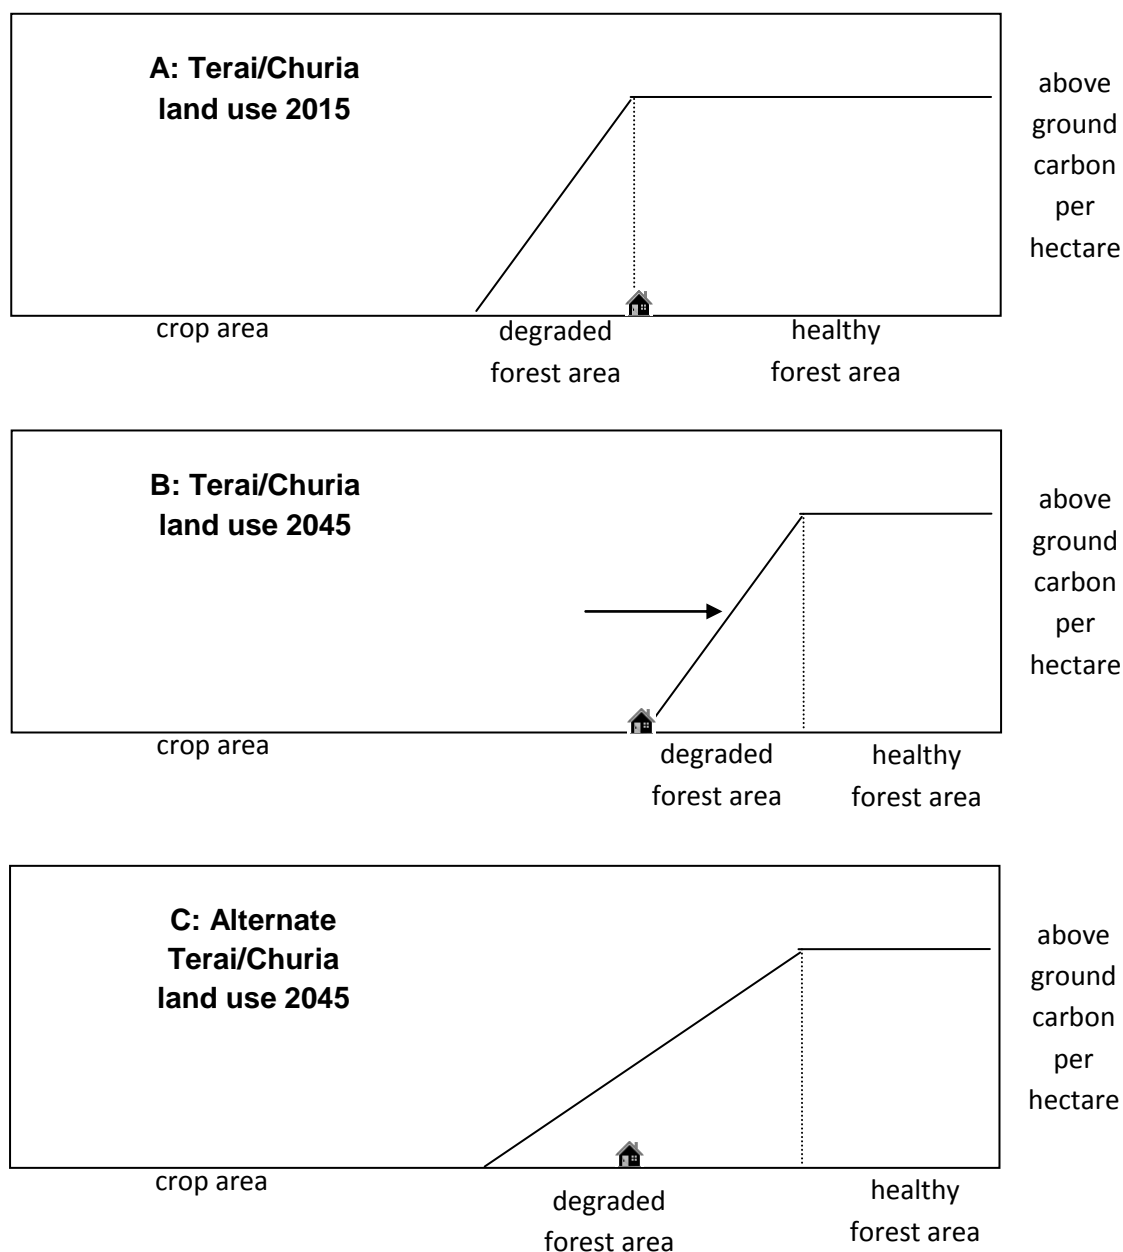 A: Terai/Churia
land use 2015
above
ground
carbon
per
hectare
crop area
degraded
forest area
healthy
forest area
B: Terai/Churia
land use 2045
above
ground
carbon
per
hectare
crop area
degraded
forest area
healthy
forest area
C: Alternate
Terai/Churia
land use 2045
above
ground
carbon
per
hectare
crop area
degraded
forest area
healthy
forest area